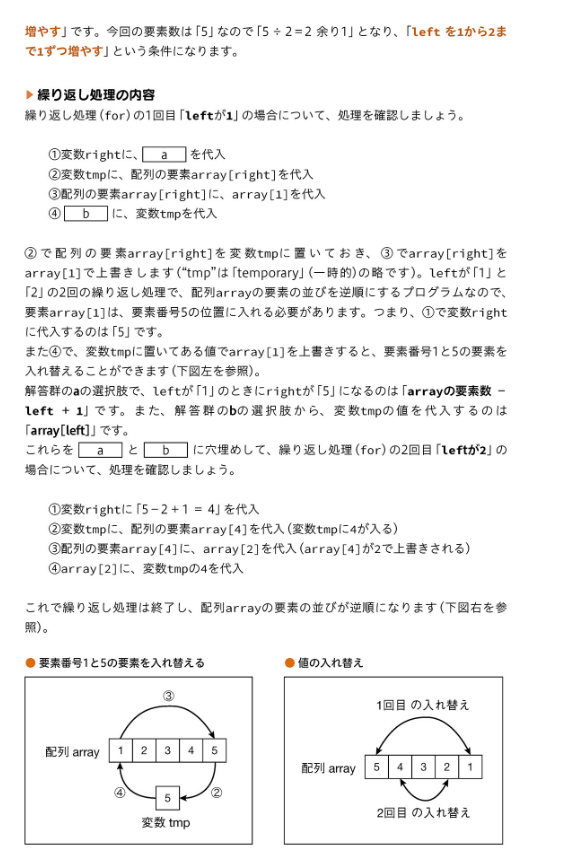 増やす」です。今回の要素数は「5」なので「5 ÷ 2 = 2 余り1」となり、「left を1から2ま
で1ずつ増やす」という条件になります。
▶ 繰り返し処理の内容
繰り返し処理（for）の1回目「leftが1」の場合について、処理を確認しましょう。
①変数rightに、 a を代入
②変数tmpに、配列の要素array[right]を代入
③配列の要素array[right]に、array[1]を代入
④ b に、変数tmpを代入
②で配列の要素array[right]を変数tmpに置いておき、③でarray[right]を
array[1]で上書きします（“tmp”は「temporary」（一時的）の略です）。leftが「1」と
「2」の2回の繰り返し処理で、配列arrayの要素の並びを逆順にするプログラムなので、
要素array[1]は、要素番号5の位置に入れる必要があります。つまり、①で変数right
に代入するのは「5」です。
また④で、変数tmpに置いてある値でarray[1]を上書きすると、要素番号1と5の要素を
入れ替えることができます（下図左を参照）。
解答群のaの選択肢で、leftが「1」のときにrightが「5」になるのは「arrayの要素数 −
left + 1」です。また、解答群のbの選択肢から、変数tmpの値を代入するのは
「array[left]」です。
これらを a と b に穴埋めして、繰り返し処理（for）の2回目「leftが2」の
場合について、処理を確認しましょう。
①変数rightに「5 − 2 + 1 = 4」を代入
②変数tmpに、配列の要素array[4]を代入（変数tmpに4が入る）
③配列の要素array[4]に、array[2]を代入（array[4]が2で上書きされる）
④array[2]に、変数tmpの4を代入
これで繰り返し処理は終了し、配列arrayの要素の並びが逆順になります（下図右を参
照）。
● 要素番号1と5の要素を入れ替える
③
配列 array 1 2 3 4 5
④ 5 ②
変数 tmp
● 値の入れ替え
1回目 の入れ替え
配列 array 5 4 3 2 1
2回目 の入れ替え